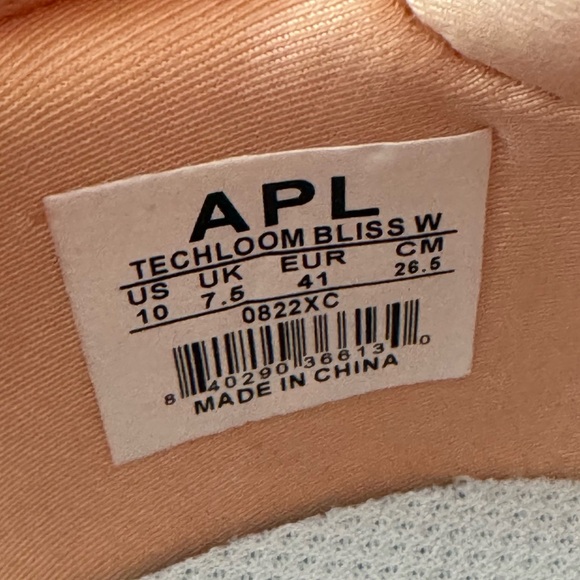 APL
TECHLOOM BLISS W
US UK EUR CM
10 7.5 41 26.5
0822XC
8 40290 36613 0
MADE IN CHINA